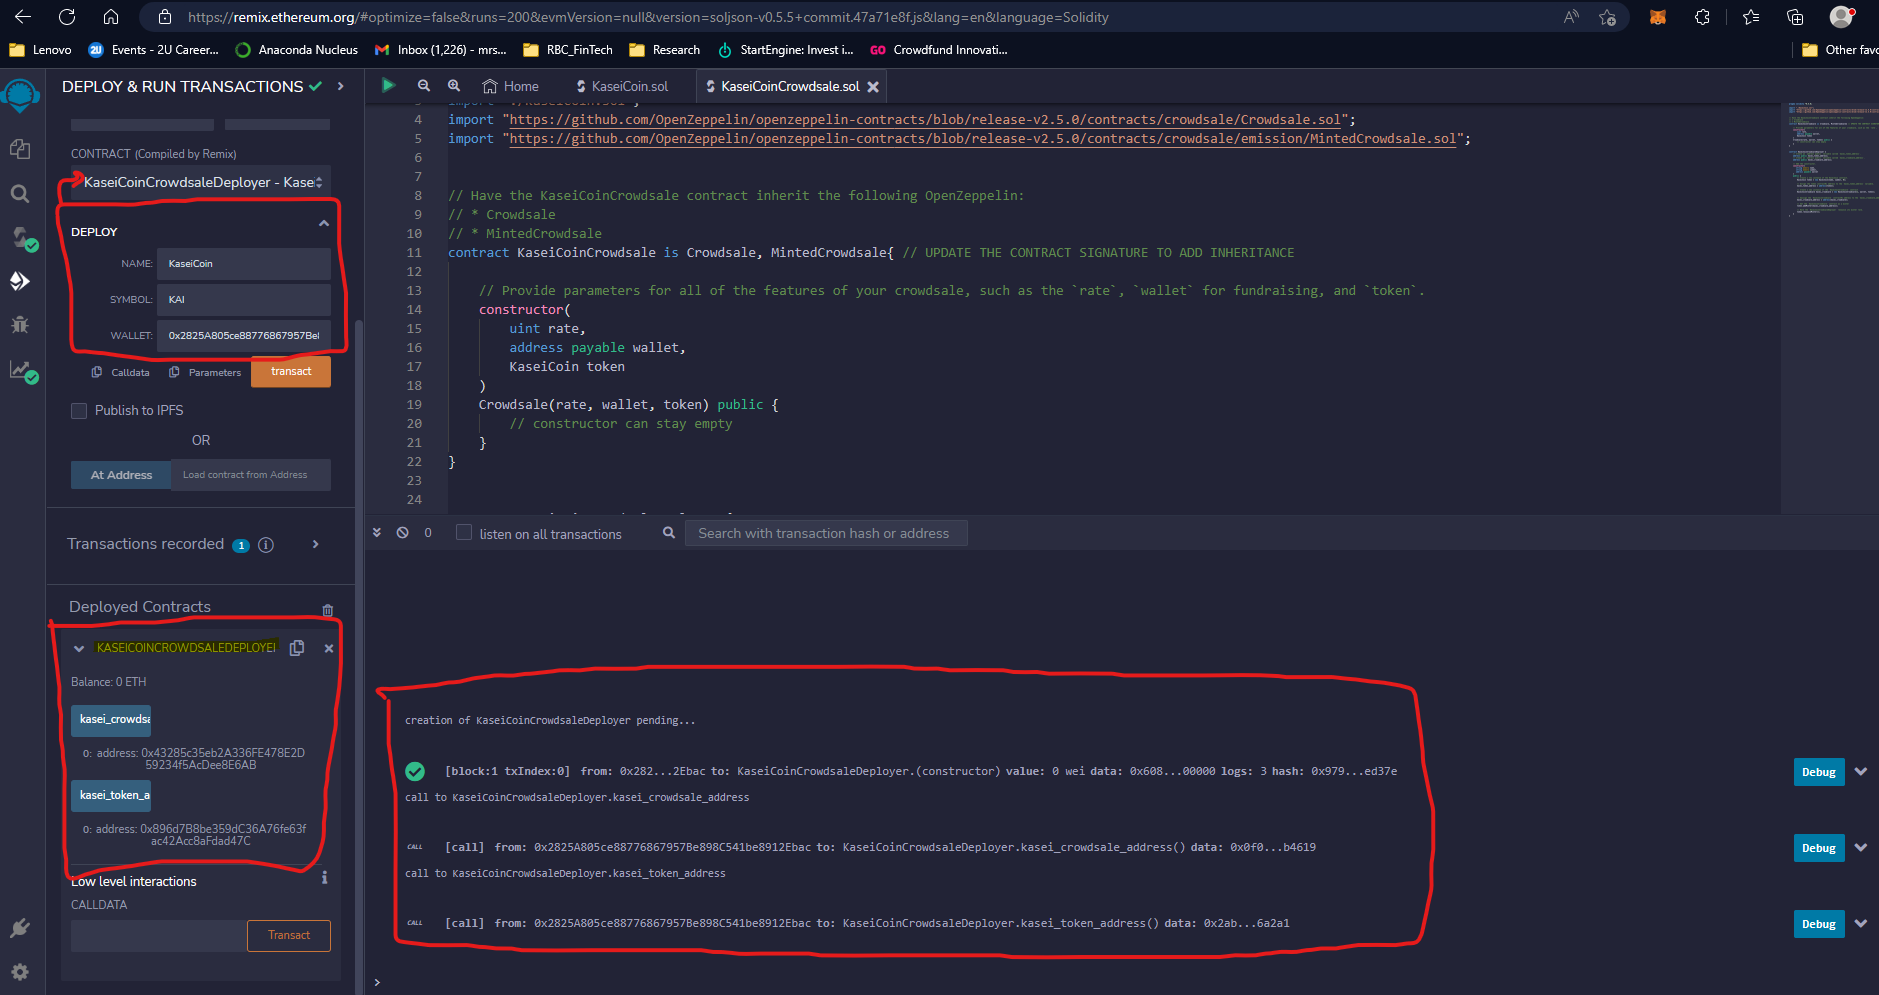 https://remix.ethereum.org/#optimize=false&runs=200&evmVersion=null&version=soljson-v0.5.5+commit.47a71e8f.js&lang=en&language=Solidity
Lenovo
Events - 2U Career...
Anaconda Nucleus
Inbox (1,226) - mrs...
RBC_FinTech
Research
StartEngine: Invest i...
GO Crowdfund Innovati...
Other favo
DEPLOY & RUN TRANSACTIONS
CONTRACT (Compiled by Remix)
KaseiCoinCrowdsaleDeployer - Kase
DEPLOY
NAME: KaseiCoin
SYMBOL: KAI
WALLET: 0x2825A805ce88776867957Be
Calldata
Parameters
transact
Publish to IPFS
OR
At Address
Load contract from Address
Transactions recorded 1
Deployed Contracts
KASEICOINCROWDSALEDEPLOYE
Balance: 0 ETH
kasei_crowdsa
0: address: 0x43285c35eb2A336FE478E2D
59234f5AcDee8E6AB
kasei_token_a
0: address: 0x896d7B8be359dC36A76fe63f
ac42Acc8aFdad47C
Low level interactions
CALLDATA
Transact
Home
KaseiCoin.sol
KaseiCoinCrowdsale.sol
3 import "./KaseiCoin.sol";
4 import "https://github.com/OpenZeppelin/openzeppelin-contracts/blob/release-v2.5.0/contracts/crowdsale/Crowdsale.sol";
5 import "https://github.com/OpenZeppelin/openzeppelin-contracts/blob/release-v2.5.0/contracts/crowdsale/emission/MintedCrowdsale.sol";
6
7
8 // Have the KaseiCoinCrowdsale contract inherit the following OpenZeppelin:
9 // * Crowdsale
10 // * MintedCrowdsale
11 contract KaseiCoinCrowdsale is Crowdsale, MintedCrowdsale{ // UPDATE THE CONTRACT SIGNATURE TO ADD INHERITANCE
12
13 // Provide parameters for all of the features of your crowdsale, such as the `rate`, `wallet` for fundraising, and `token`.
14 constructor(
15 uint rate,
16 address payable wallet,
17 KaseiCoin token
18 )
19 Crowdsale(rate, wallet, token) public {
20 // constructor can stay empty
21 }
22 }
23
24
0
listen on all transactions
Search with transaction hash or address
creation of KaseiCoinCrowdsaleDeployer pending...
[block:1 txIndex:0] from: 0x282...2Ebac to: KaseiCoinCrowdsaleDeployer.(constructor) value: 0 wei data: 0x608...00000 logs: 3 hash: 0x979...ed37e
Debug
call to KaseiCoinCrowdsaleDeployer.kasei_crowdsale_address
CALL [call] from: 0x2825A805ce88776867957Be898C541be8912Ebac to: KaseiCoinCrowdsaleDeployer.kasei_crowdsale_address() data: 0x0f0...b4619
Debug
call to KaseiCoinCrowdsaleDeployer.kasei_token_address
CALL [call] from: 0x2825A805ce88776867957Be898C541be8912Ebac to: KaseiCoinCrowdsaleDeployer.kasei_token_address() data: 0x2ab...6a2a1
Debug
>